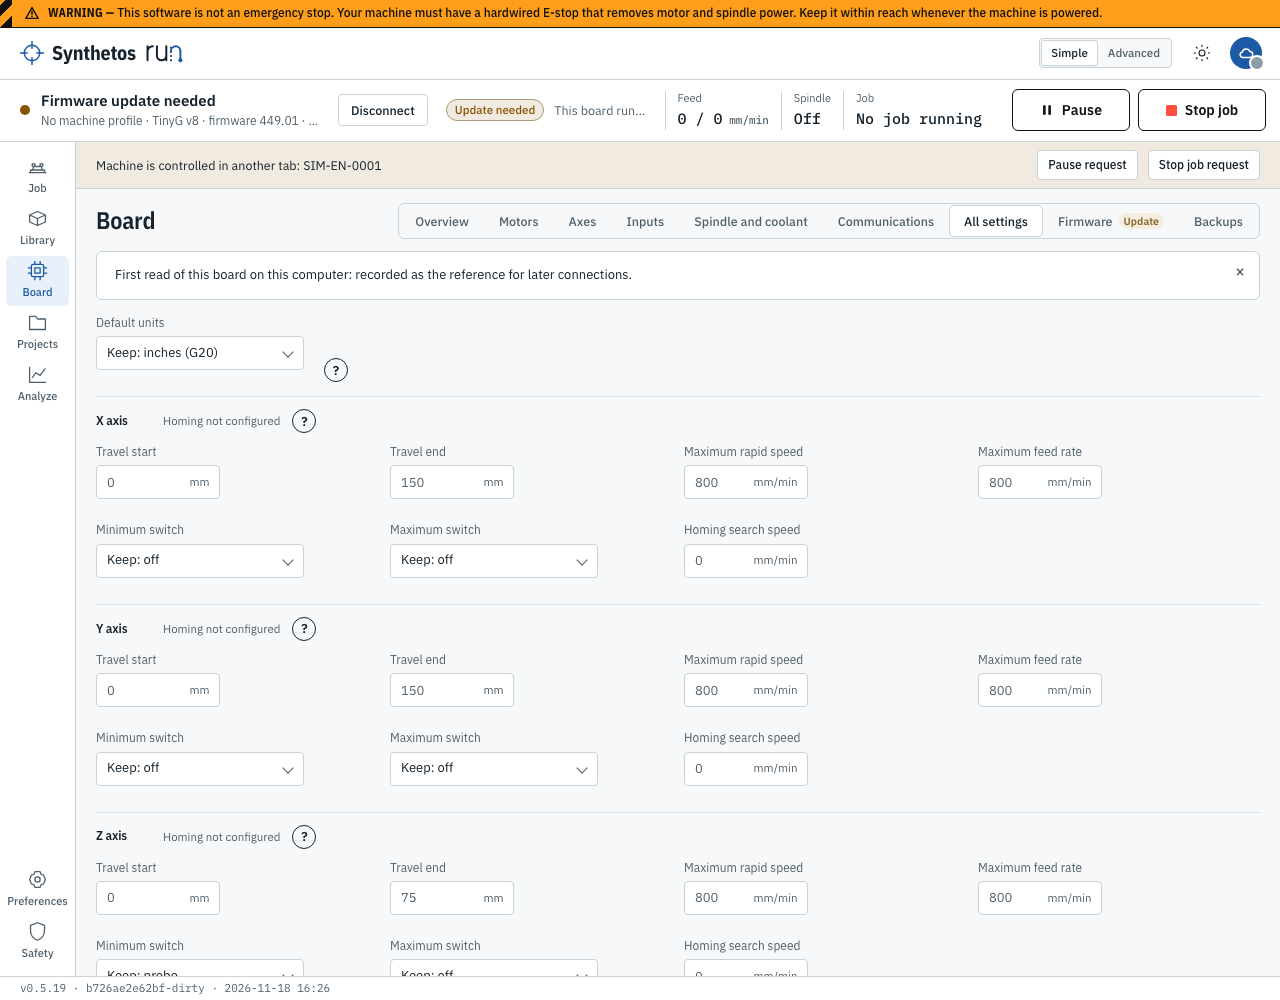 WARNING — This software is not an emergency stop. Your machine must have a hardwired E-stop that removes motor and spindle power. Keep it within reach whenever the machine is powered.
Synthetos run
Simple
Advanced
Firmware update needed
No machine profile · TinyG v8 · firmware 449.01 · ...
Disconnect
Update needed
This board run...
Feed
0 / 0 mm/min
Spindle
Off
Job
No job running
Pause
Stop job
Job
Library
Board
Projects
Analyze
Preferences
Safety
Machine is controlled in another tab: SIM-EN-0001
Pause request
Stop job request
Board
Overview
Motors
Axes
Inputs
Spindle and coolant
Communications
All settings
Firmware Update
Backups
First read of this board on this computer: recorded as the reference for later connections.
×
Default units
Keep: inches (G20)
?
X axis
Homing not configured
?
Travel start
Travel end
Maximum rapid speed
Maximum feed rate
0 mm
150 mm
800 mm/min
800 mm/min
Minimum switch
Maximum switch
Homing search speed
Keep: off
Keep: off
0 mm/min
Y axis
Homing not configured
?
Travel start
Travel end
Maximum rapid speed
Maximum feed rate
0 mm
150 mm
800 mm/min
800 mm/min
Minimum switch
Maximum switch
Homing search speed
Keep: off
Keep: off
0 mm/min
Z axis
Homing not configured
?
Travel start
Travel end
Maximum rapid speed
Maximum feed rate
0 mm
75 mm
800 mm/min
800 mm/min
Minimum switch
Maximum switch
Homing search speed
Keep: probe
Keep: off
0 mm/min
v0.5.19 · b726ae2e62bf-dirty · 2026-11-18 16:26